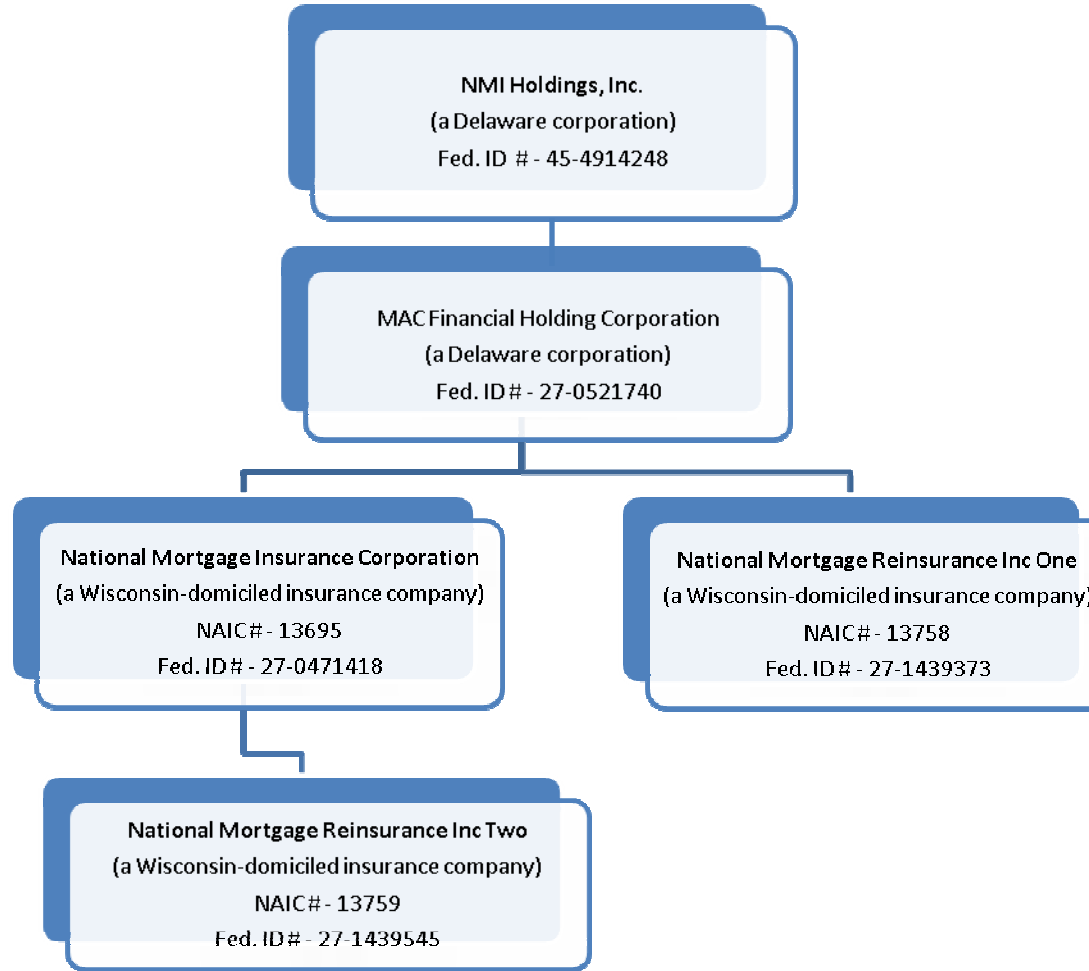 NMI Holdings, Inc.
(a Delaware corporation)
Fed. ID # - 45-4914248
MAC Financial Holding Corporation
(a Delaware corporation)
Fed. ID # - 27-0521740
National Mortgage Insurance Corporation
(a Wisconsin-domiciled insurance company)
NAIC# - 13695
Fed. ID# - 27-0471418
National Mortgage Reinsurance Inc One
(a Wisconsin-domiciled insurance company)
NAIC# - 13758
Fed. ID# - 27-1439373
National Mortgage Reinsurance Inc Two
(a Wisconsin-domiciled insurance company)
NAIC# - 13759
Fed. ID# - 27-1439545